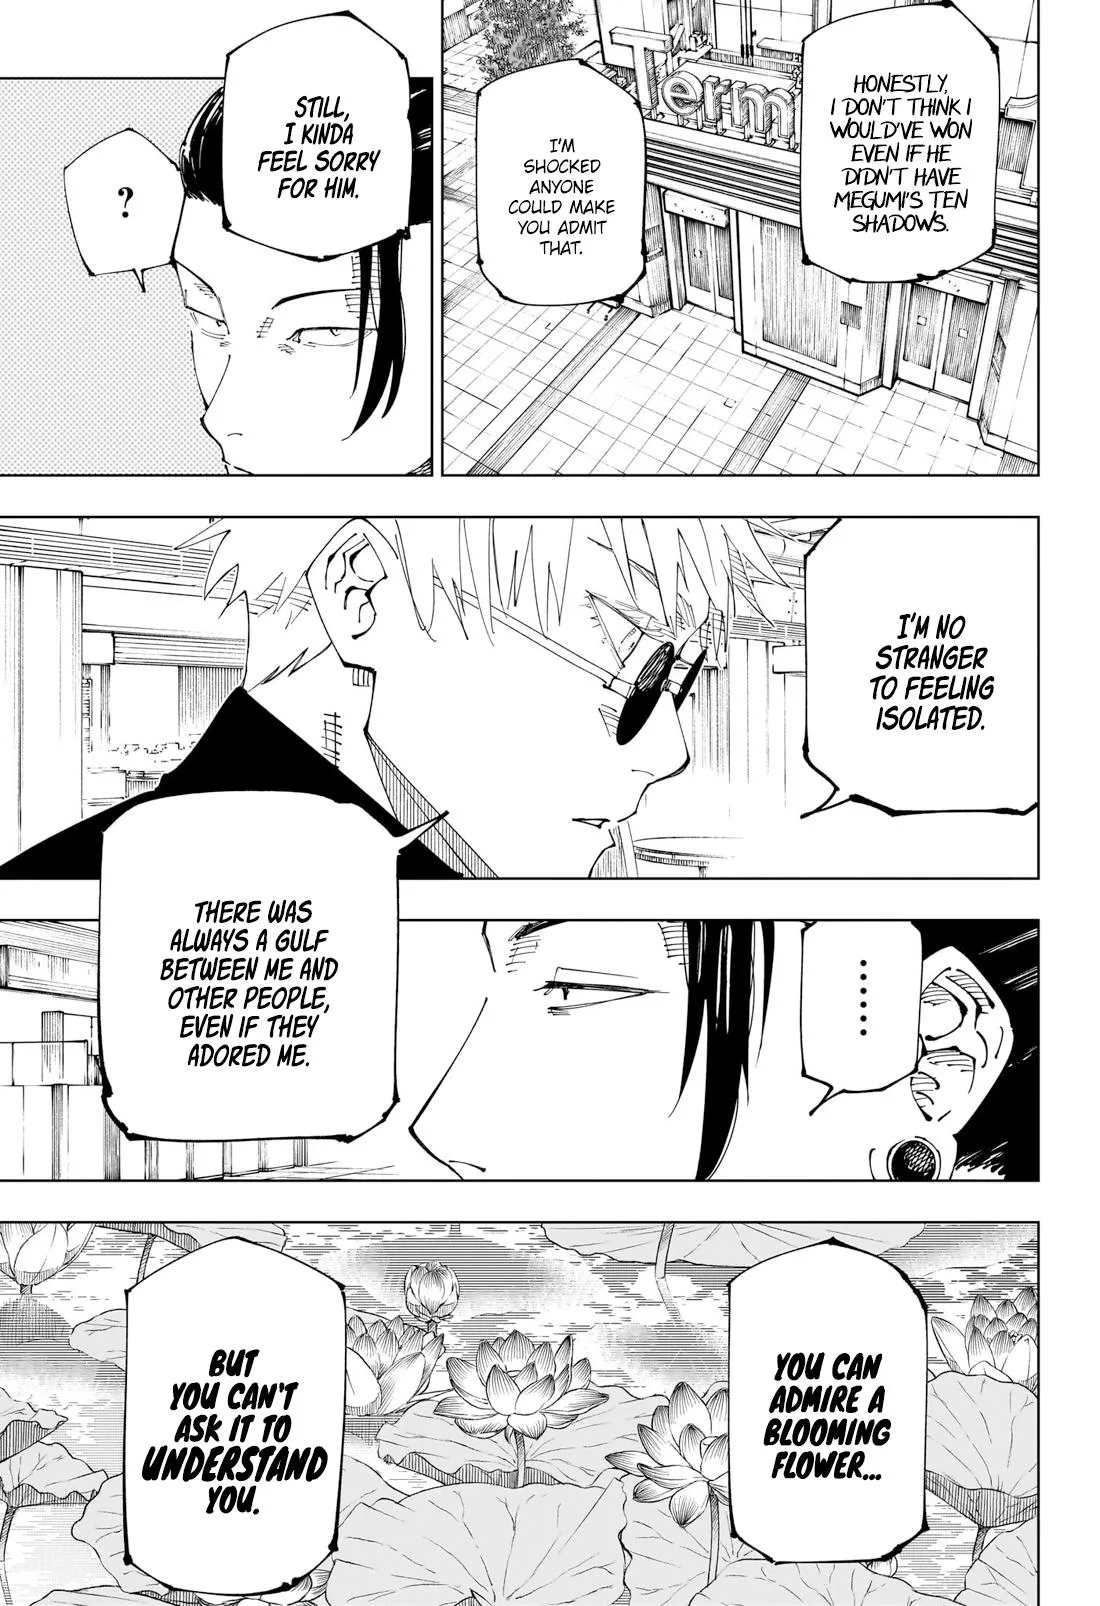 Term
HONESTLY,
I DON'T THINK I
WOULD'VE WON
EVEN IF HE
DIDN'T HAVE
MEGUMI'S TEN
SHADOWS.
I'M
SHOCKED
ANYONE
COULD MAKE
YOU ADMIT
THAT.
STILL,
I KINDA
FEEL SORRY
FOR HIM.
?
I'M NO
STRANGER
TO FEELING
ISOLATED.
THERE WAS
ALWAYS A GULF
BETWEEN ME AND
OTHER PEOPLE,
EVEN IF THEY
ADORED ME.
......
YOU CAN
ADMIRE A
BLOOMING
FLOWER...
BUT
YOU CAN'T
ASK IT TO
UNDERSTAND
YOU.